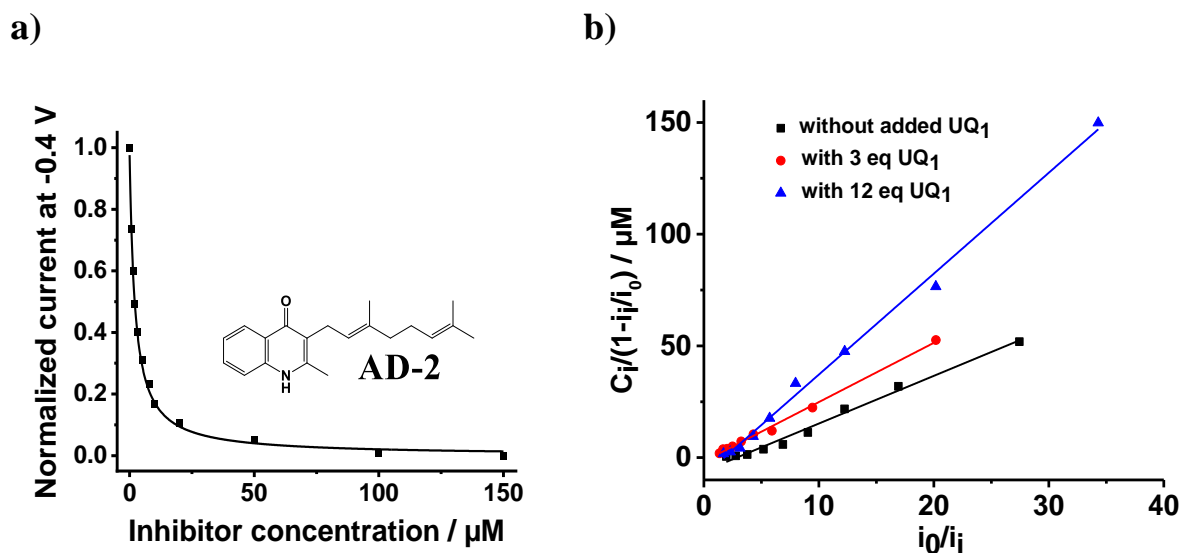 a)
Normalized current at -0.4 V
1.0
0.8
0.6
0.4
0.2
0.0
0
50
100
150
Inhibitor concentration / µM
O
N
H
AD-2
b)
Cᵢ/(1-iᵢ/i₀) / µM
150
100
50
0
0
10
20
30
40
i₀/iᵢ
without added UQ₁
with 3 eq UQ₁
with 12 eq UQ₁